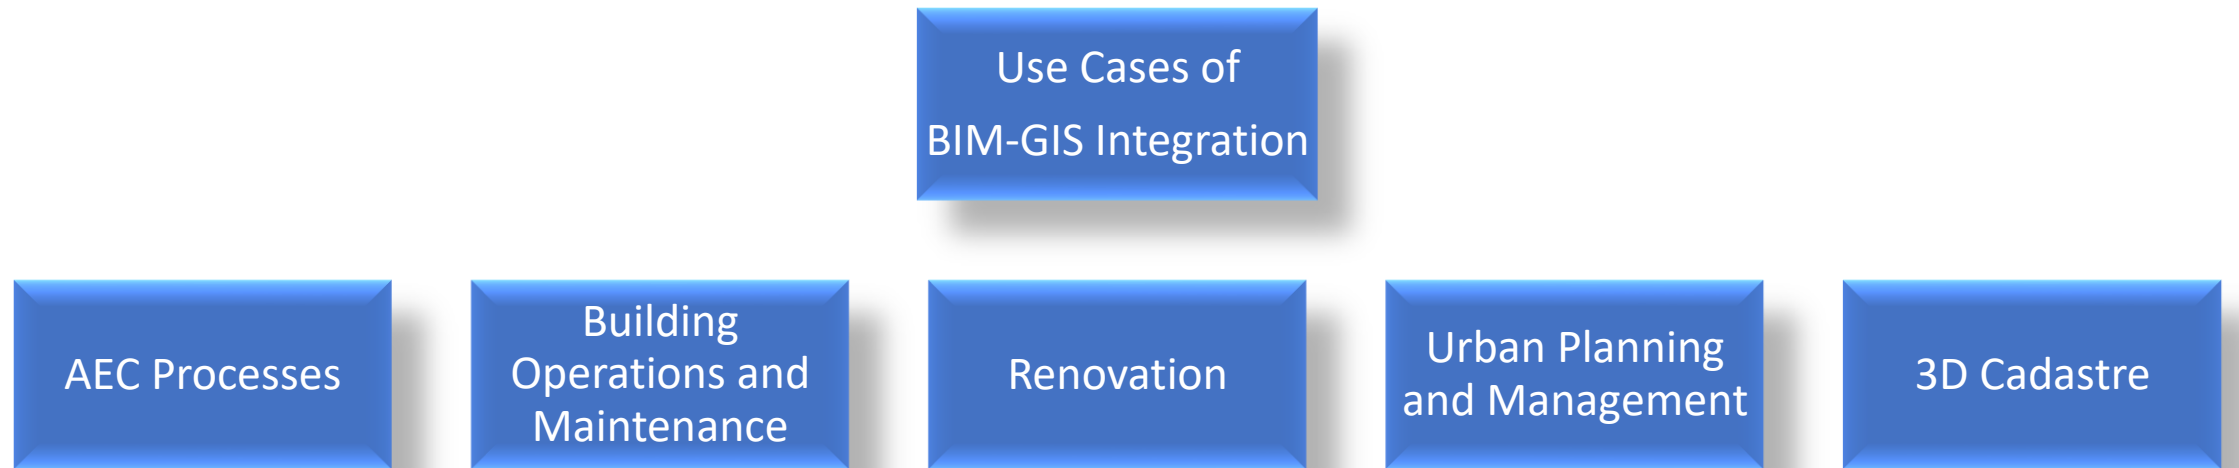 Use Cases of
BIM-GIS Integration
AEC Processes
Building
Operations and
Maintenance
Renovation
Urban Planning
and Management
3D Cadastre